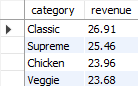 category revenue
Classic 26.91
Supreme 25.46
Chicken 23.96
Veggie 23.68